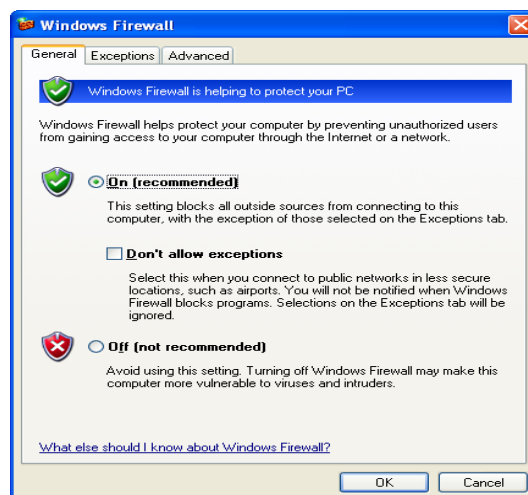 Windows Firewall
General Exceptions Advanced
Windows Firewall is helping to protect your PC
Windows Firewall helps protect your computer by preventing unauthorized users
from gaining access to your computer through the Internet or a network.
On (recommended)
This setting blocks all outside sources from connecting to this
computer, with the exception of those selected on the Exceptions tab.
Don't allow exceptions
Select this when you connect to public networks in less secure
locations, such as airports. You will not be notified when Windows
Firewall blocks programs. Selections on the Exceptions tab will be
ignored.
Off (not recommended)
Avoid using this setting. Turning off Windows Firewall may make this
computer more vulnerable to viruses and intruders.
What else should I know about Windows Firewall?
OK Cancel